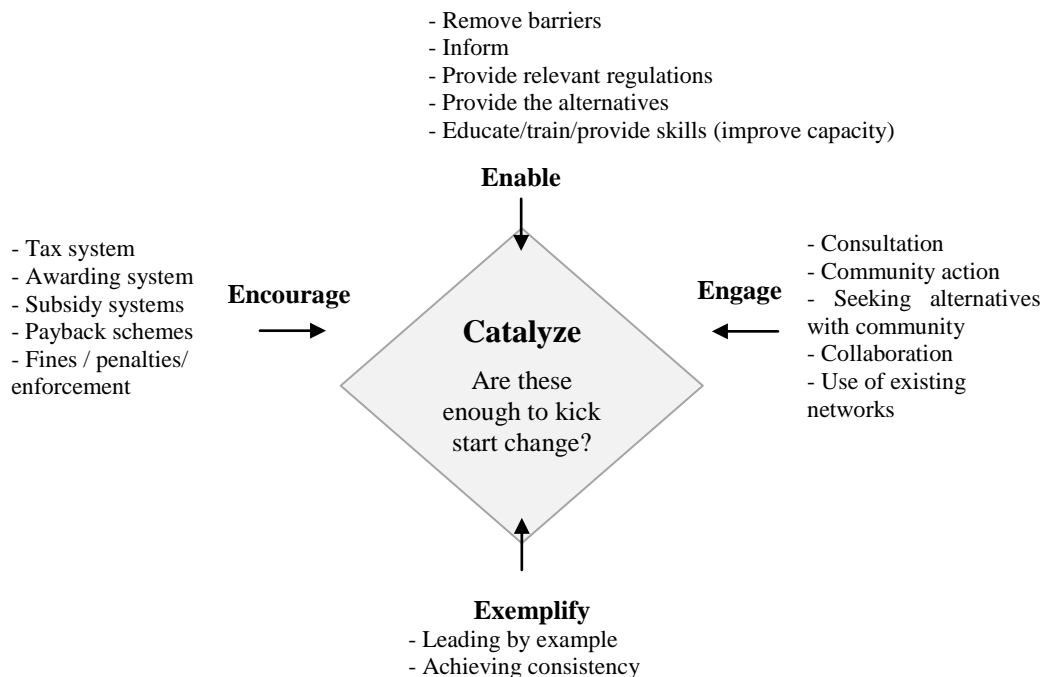 - Remove barriers
- Inform
- Provide relevant regulations
- Provide the alternatives
- Educate/train/provide skills (improve capacity)
Enable
- Tax system
- Awarding system
- Subsidy systems
- Payback schemes
- Fines / penalties/
enforcement
Encourage
Catalyze
Are these
enough to kick
start change?
Engage
- Consultation
- Community action
- Seeking alternatives
with community
- Collaboration
- Use of existing
networks
Exemplify
- Leading by example
- Achieving consistency